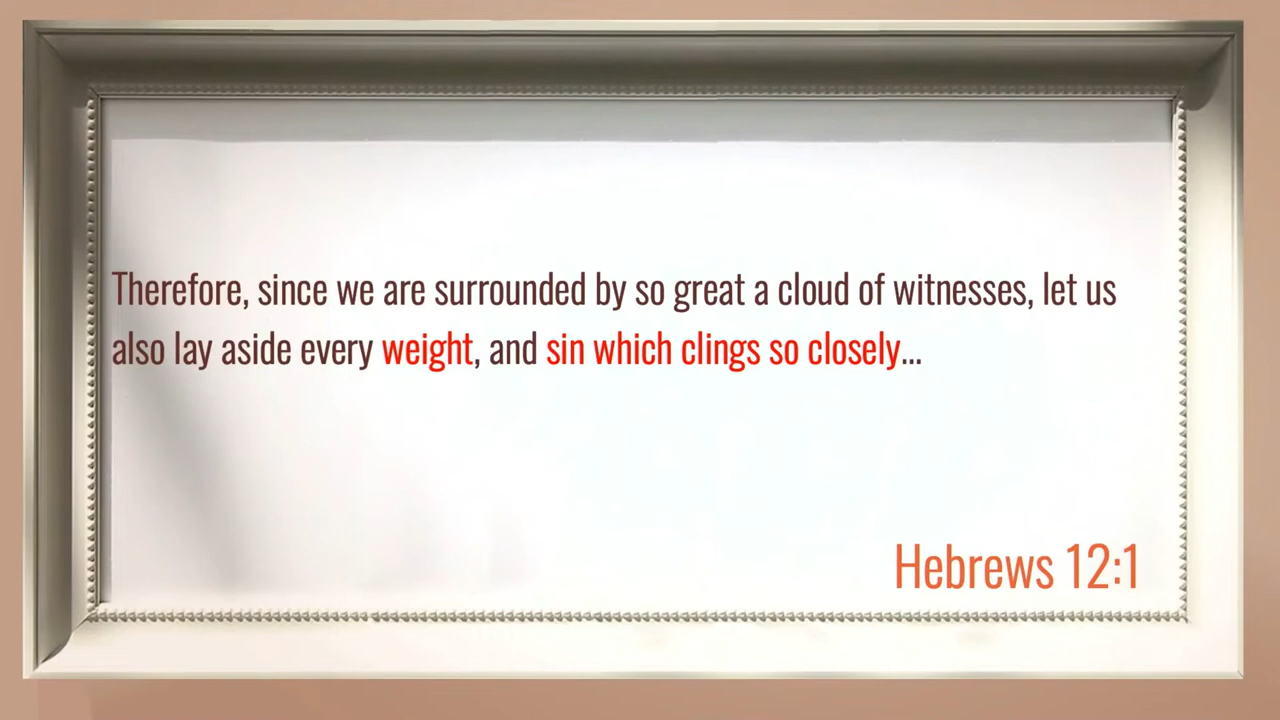 Therefore, since we are surrounded by so great a cloud of witnesses, let us
also lay aside every weight, and sin which clings so closely...
Hebrews 12:1